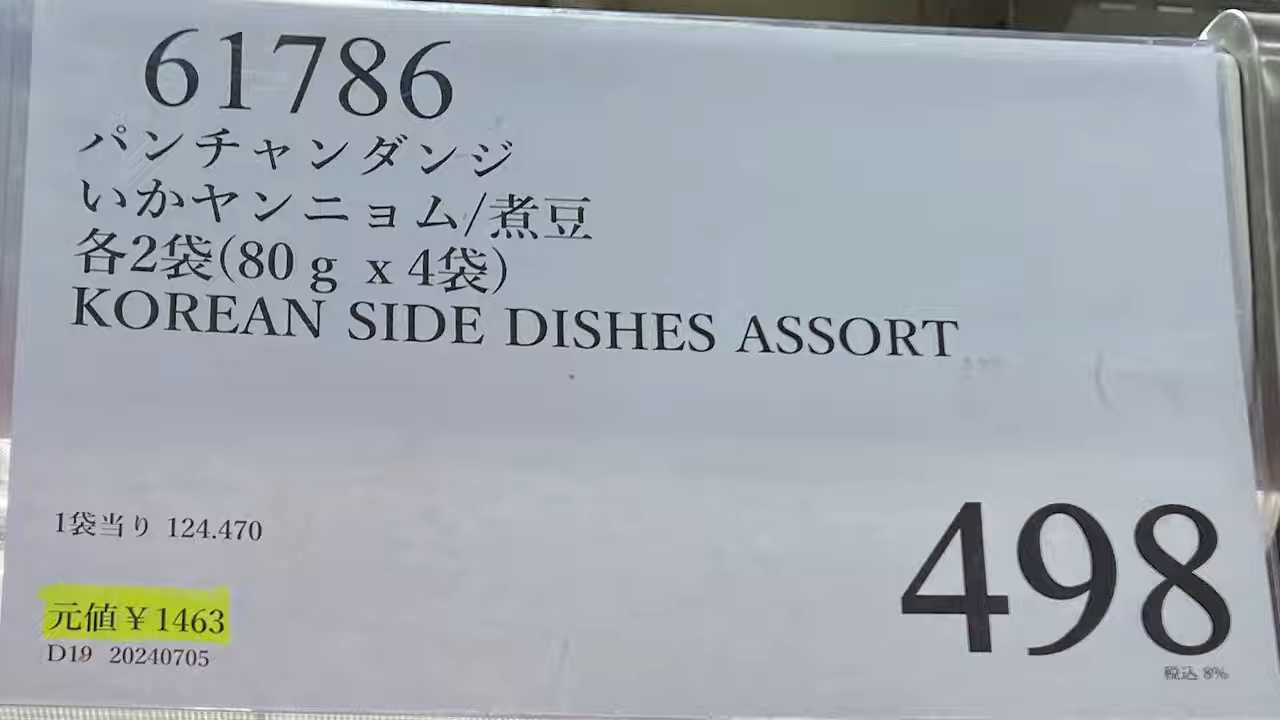 61786
パンチャンダンジ
いかヤンニョム/煮豆
各2袋(80ｇ x 4袋)
KOREAN SIDE DISHES ASSORT
1袋当り 124.470
498
元値￥1463
税込 8%
D19 20240705